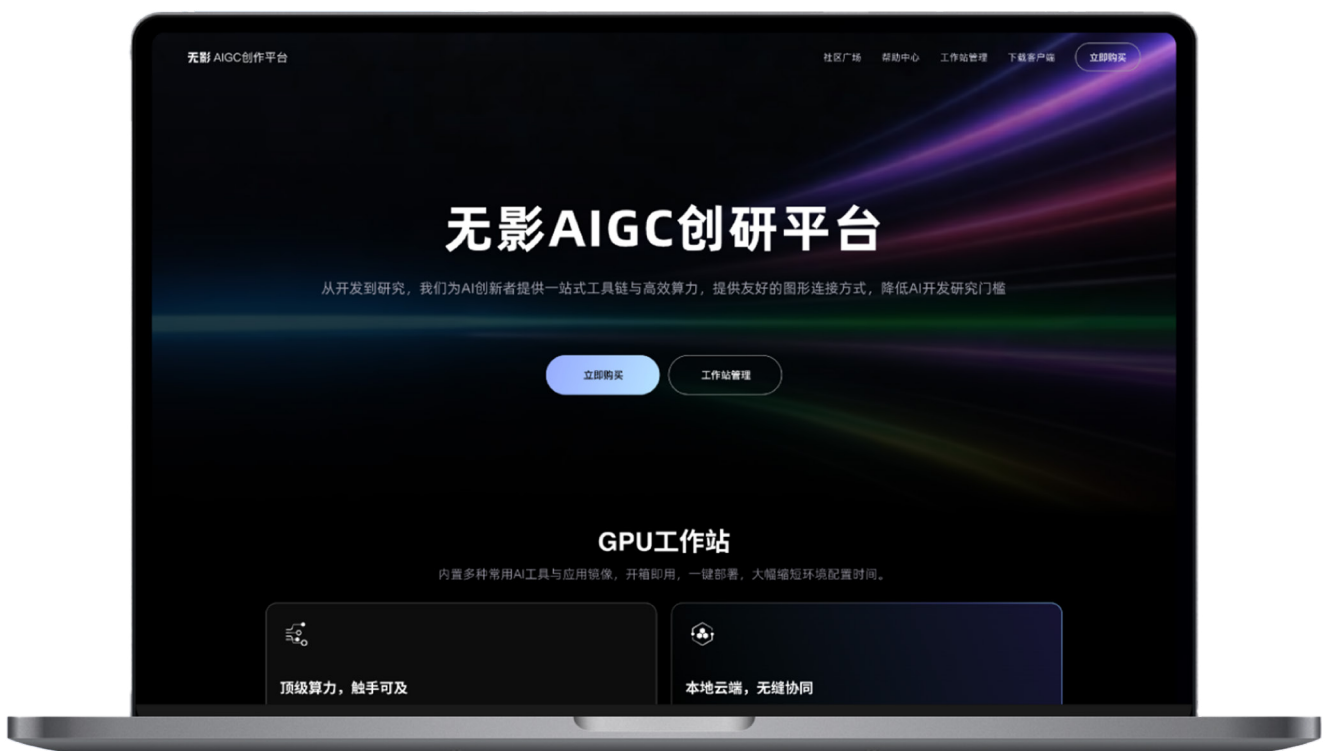 无影 AIGC创作平台
社区广场 帮助中心 工作站管理 下载客户端 立即购买
无影AIGC创研平台
从开发到研究，我们为AI创新者提供一站式工具链与高效算力，提供友好的图形连接方式，降低AI开发研究门槛
立即购买 工作站管理
GPU工作站
内置多种常用AI工具与应用镜像，开箱即用，一键部署，大幅缩短环境配置时间。
顶级算力，触手可及 本地云端，无缝协同